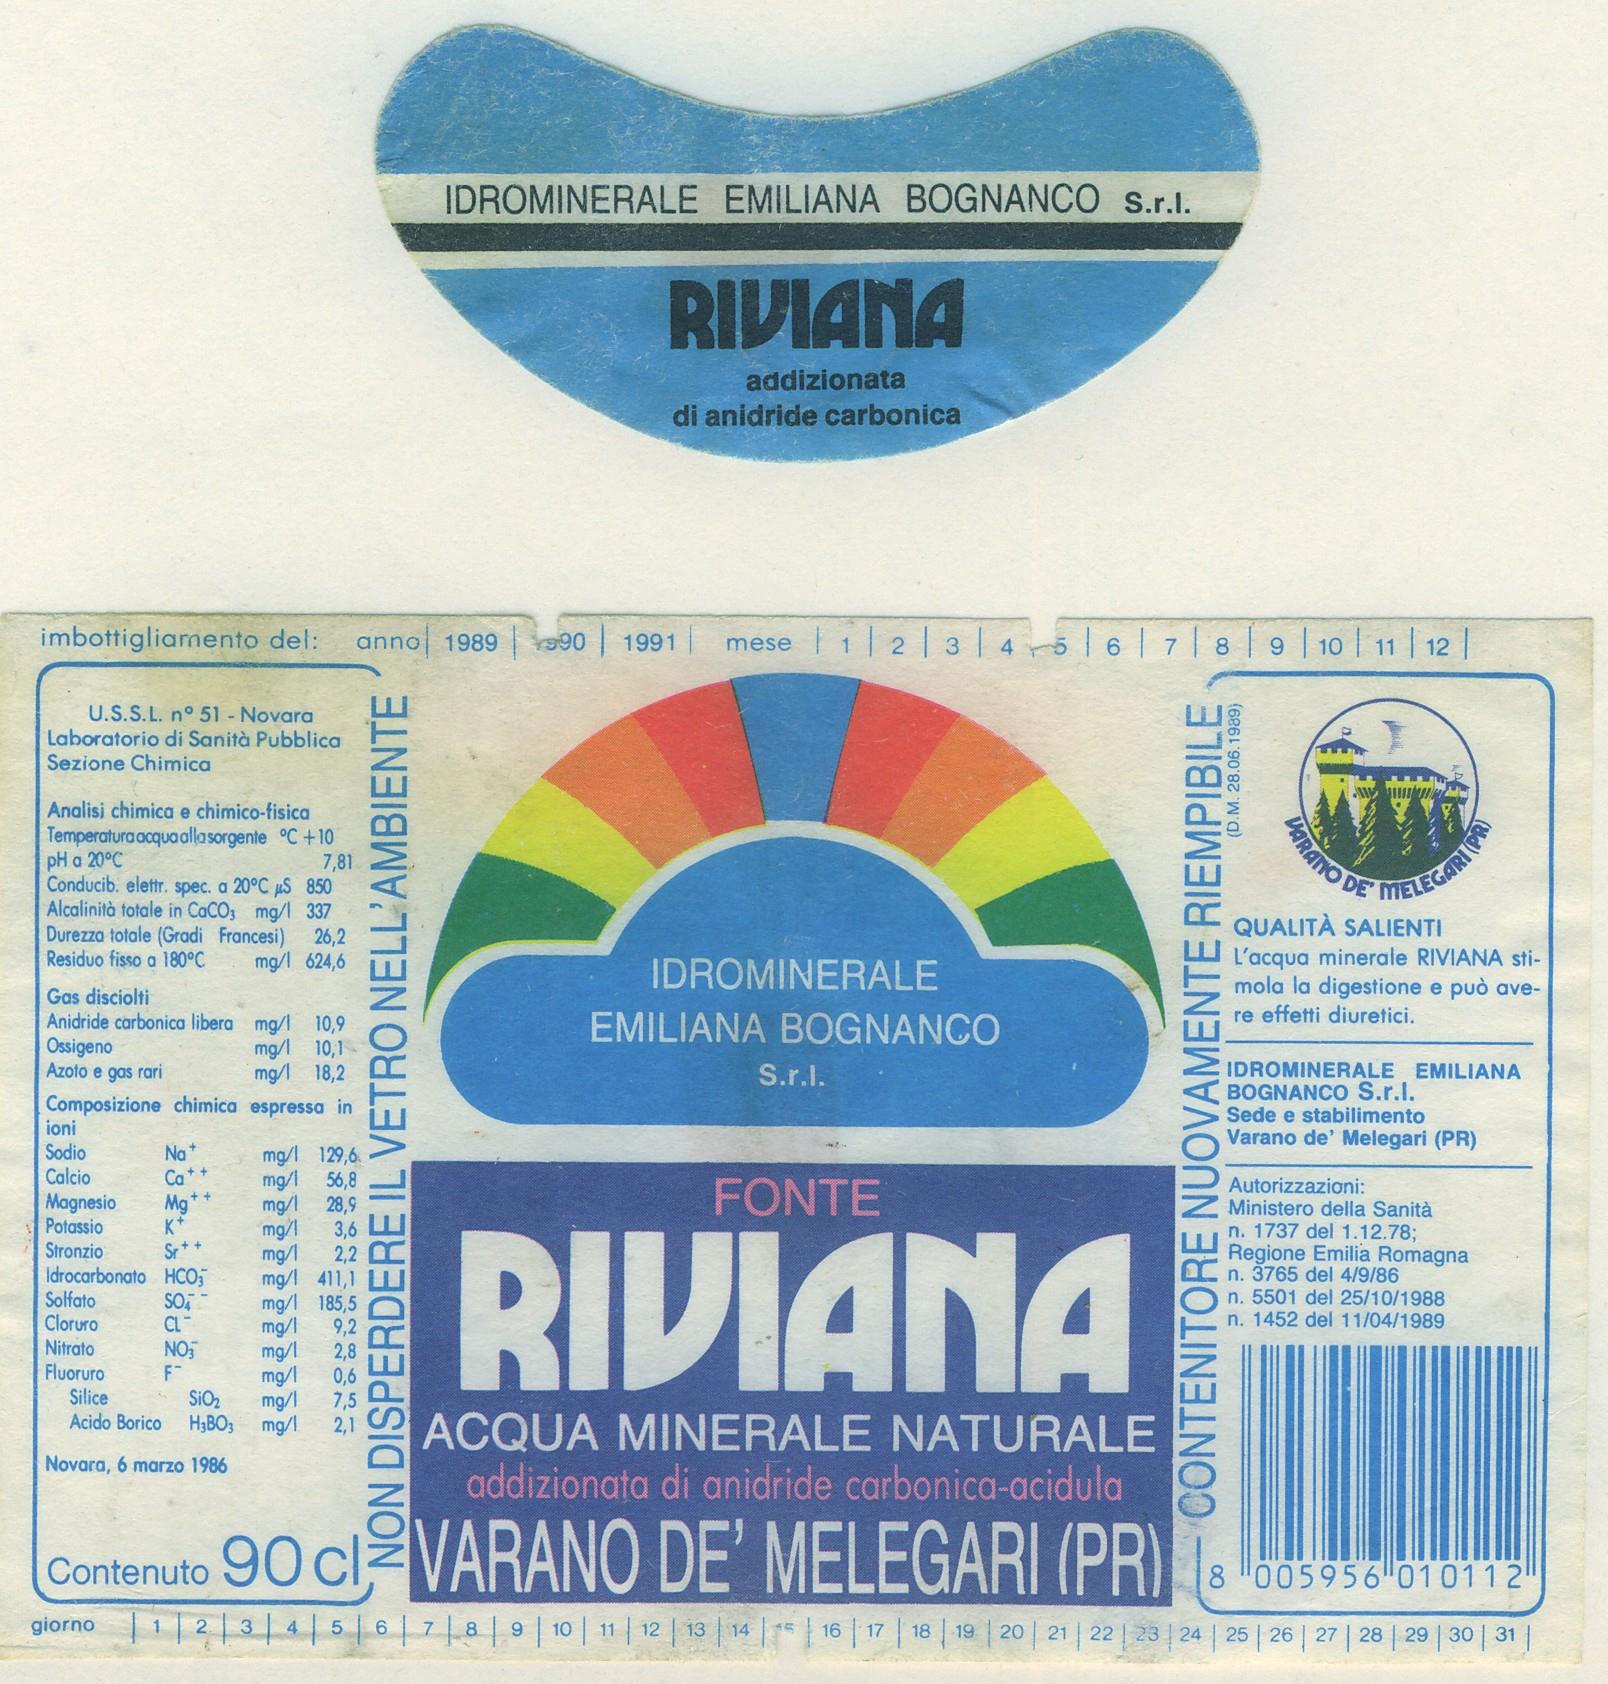 IDROMINERALE EMILIANA BOGNANCO S.r.l.
RIVIANA
addizionata
di anidride carbonica
imbottigliamento del: anno 1989 1990 1991 mese 1 2 3 4 5 6 7 8 9 10 11 12
U.S.S.L. n° 51 - Novara
Laboratorio di Sanità Pubblica
Sezione Chimica
Analisi chimica e chimico-fisica
Temperatura acqua alla sorgente °C +10
pH a 20°C 7,81
Conducib. elettr. spec. a 20°C µS 850
Alcalinità totale in CaCO₃ mg/l 337
Durezza totale (Gradi Francesi) 26,2
Residuo fisso a 180°C mg/l 624,6
Gas disciolti
Anidride carbonica libera mg/l 10,9
Ossigeno mg/l 10,1
Azoto e gas rari mg/l 18,2
Composizione chimica espressa in
ioni
Sodio Na⁺ mg/l 129,6
Calcio Ca⁺⁺ mg/l 56,8
Magnesio Mg⁺⁺ mg/l 28,9
Potassio K⁺ mg/l 3,6
Stronzio Sr⁺⁺ mg/l 2,2
Idrocarbonato HCO₃⁻ mg/l 411,1
Solfato SO₄⁻⁻ mg/l 185,5
Cloruro CL⁻ mg/l 9,2
Nitrato NO₃⁻ mg/l 2,8
Fluoruro F⁻ mg/l 0,6
Silice SiO₂ mg/l 7,5
Acido Borico H₃BO₃ mg/l 2,1
Novara, 6 marzo 1986
Contenuto 90 cl
NON DISPERDERE IL VETRO NELL'AMBIENTE
IDROMINERALE
EMILIANA BOGNANCO
S.r.l.
FONTE
RIVIANA
ACQUA MINERALE NATURALE
addizionata di anidride carbonica-acidula
VARANO DE' MELEGARI (PR)
CONTENITORE NUOVAMENTE RIEMPIBILE
(D.M. 28.06.1989)
VARANO DE' MELEGARI (PR)
QUALITÀ SALIENTI
L'acqua minerale RIVIANA sti-
mola la digestione e può ave-
re effetti diuretici.
IDROMINERALE EMILIANA
BOGNANCO S.r.l.
Sede e stabilimento
Varano de' Melegari (PR)
Autorizzazioni:
Ministero della Sanità
n. 1737 del 1.12.78;
Regione Emilia Romagna
n. 3765 del 4/9/86
n. 5501 del 25/10/1988
n. 1452 del 11/04/1989
8 005956 010112
giorno 1 2 3 4 5 6 7 8 9 10 11 12 13 14 15 16 17 18 19 20 21 22 23 24 25 26 27 28 29 30 31